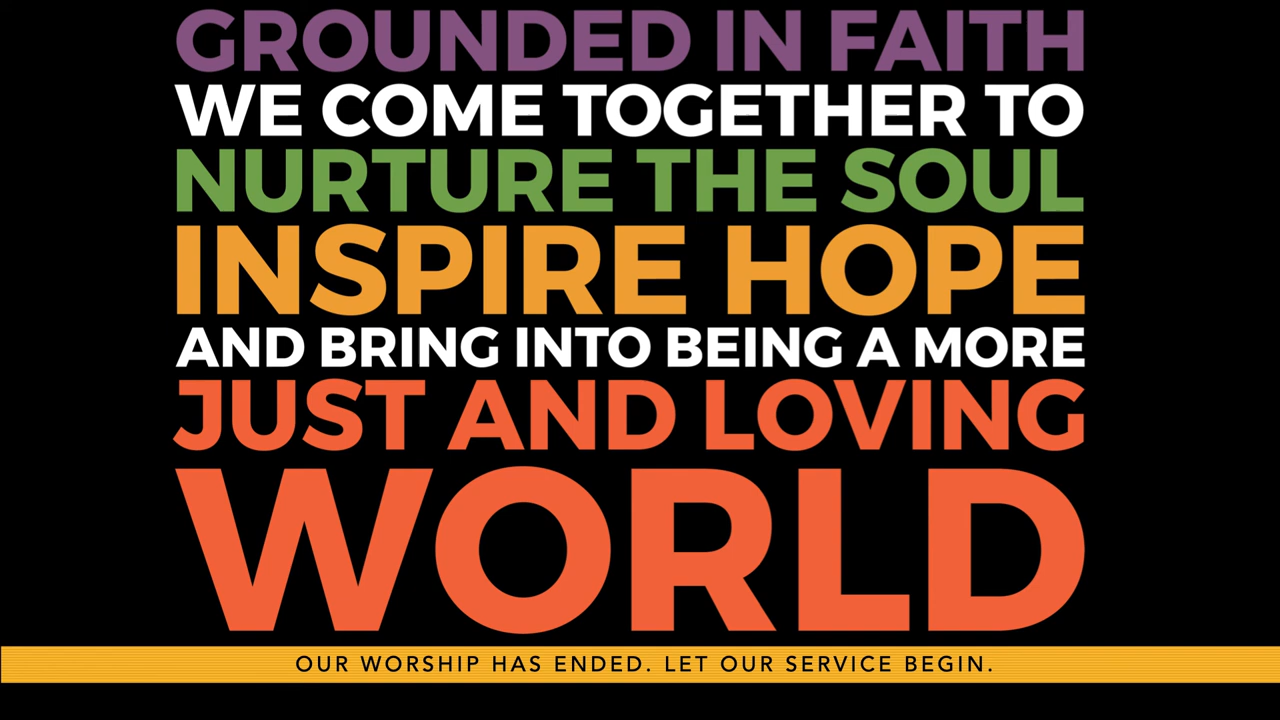 GROUNDED IN FAITH
WE COME TOGETHER TO
NURTURE THE SOUL
INSPIRE HOPE
AND BRING INTO BEING A MORE
JUST AND LOVING
WORLD
OUR WORSHIP HAS ENDED. LET OUR SERVICE BEGIN.